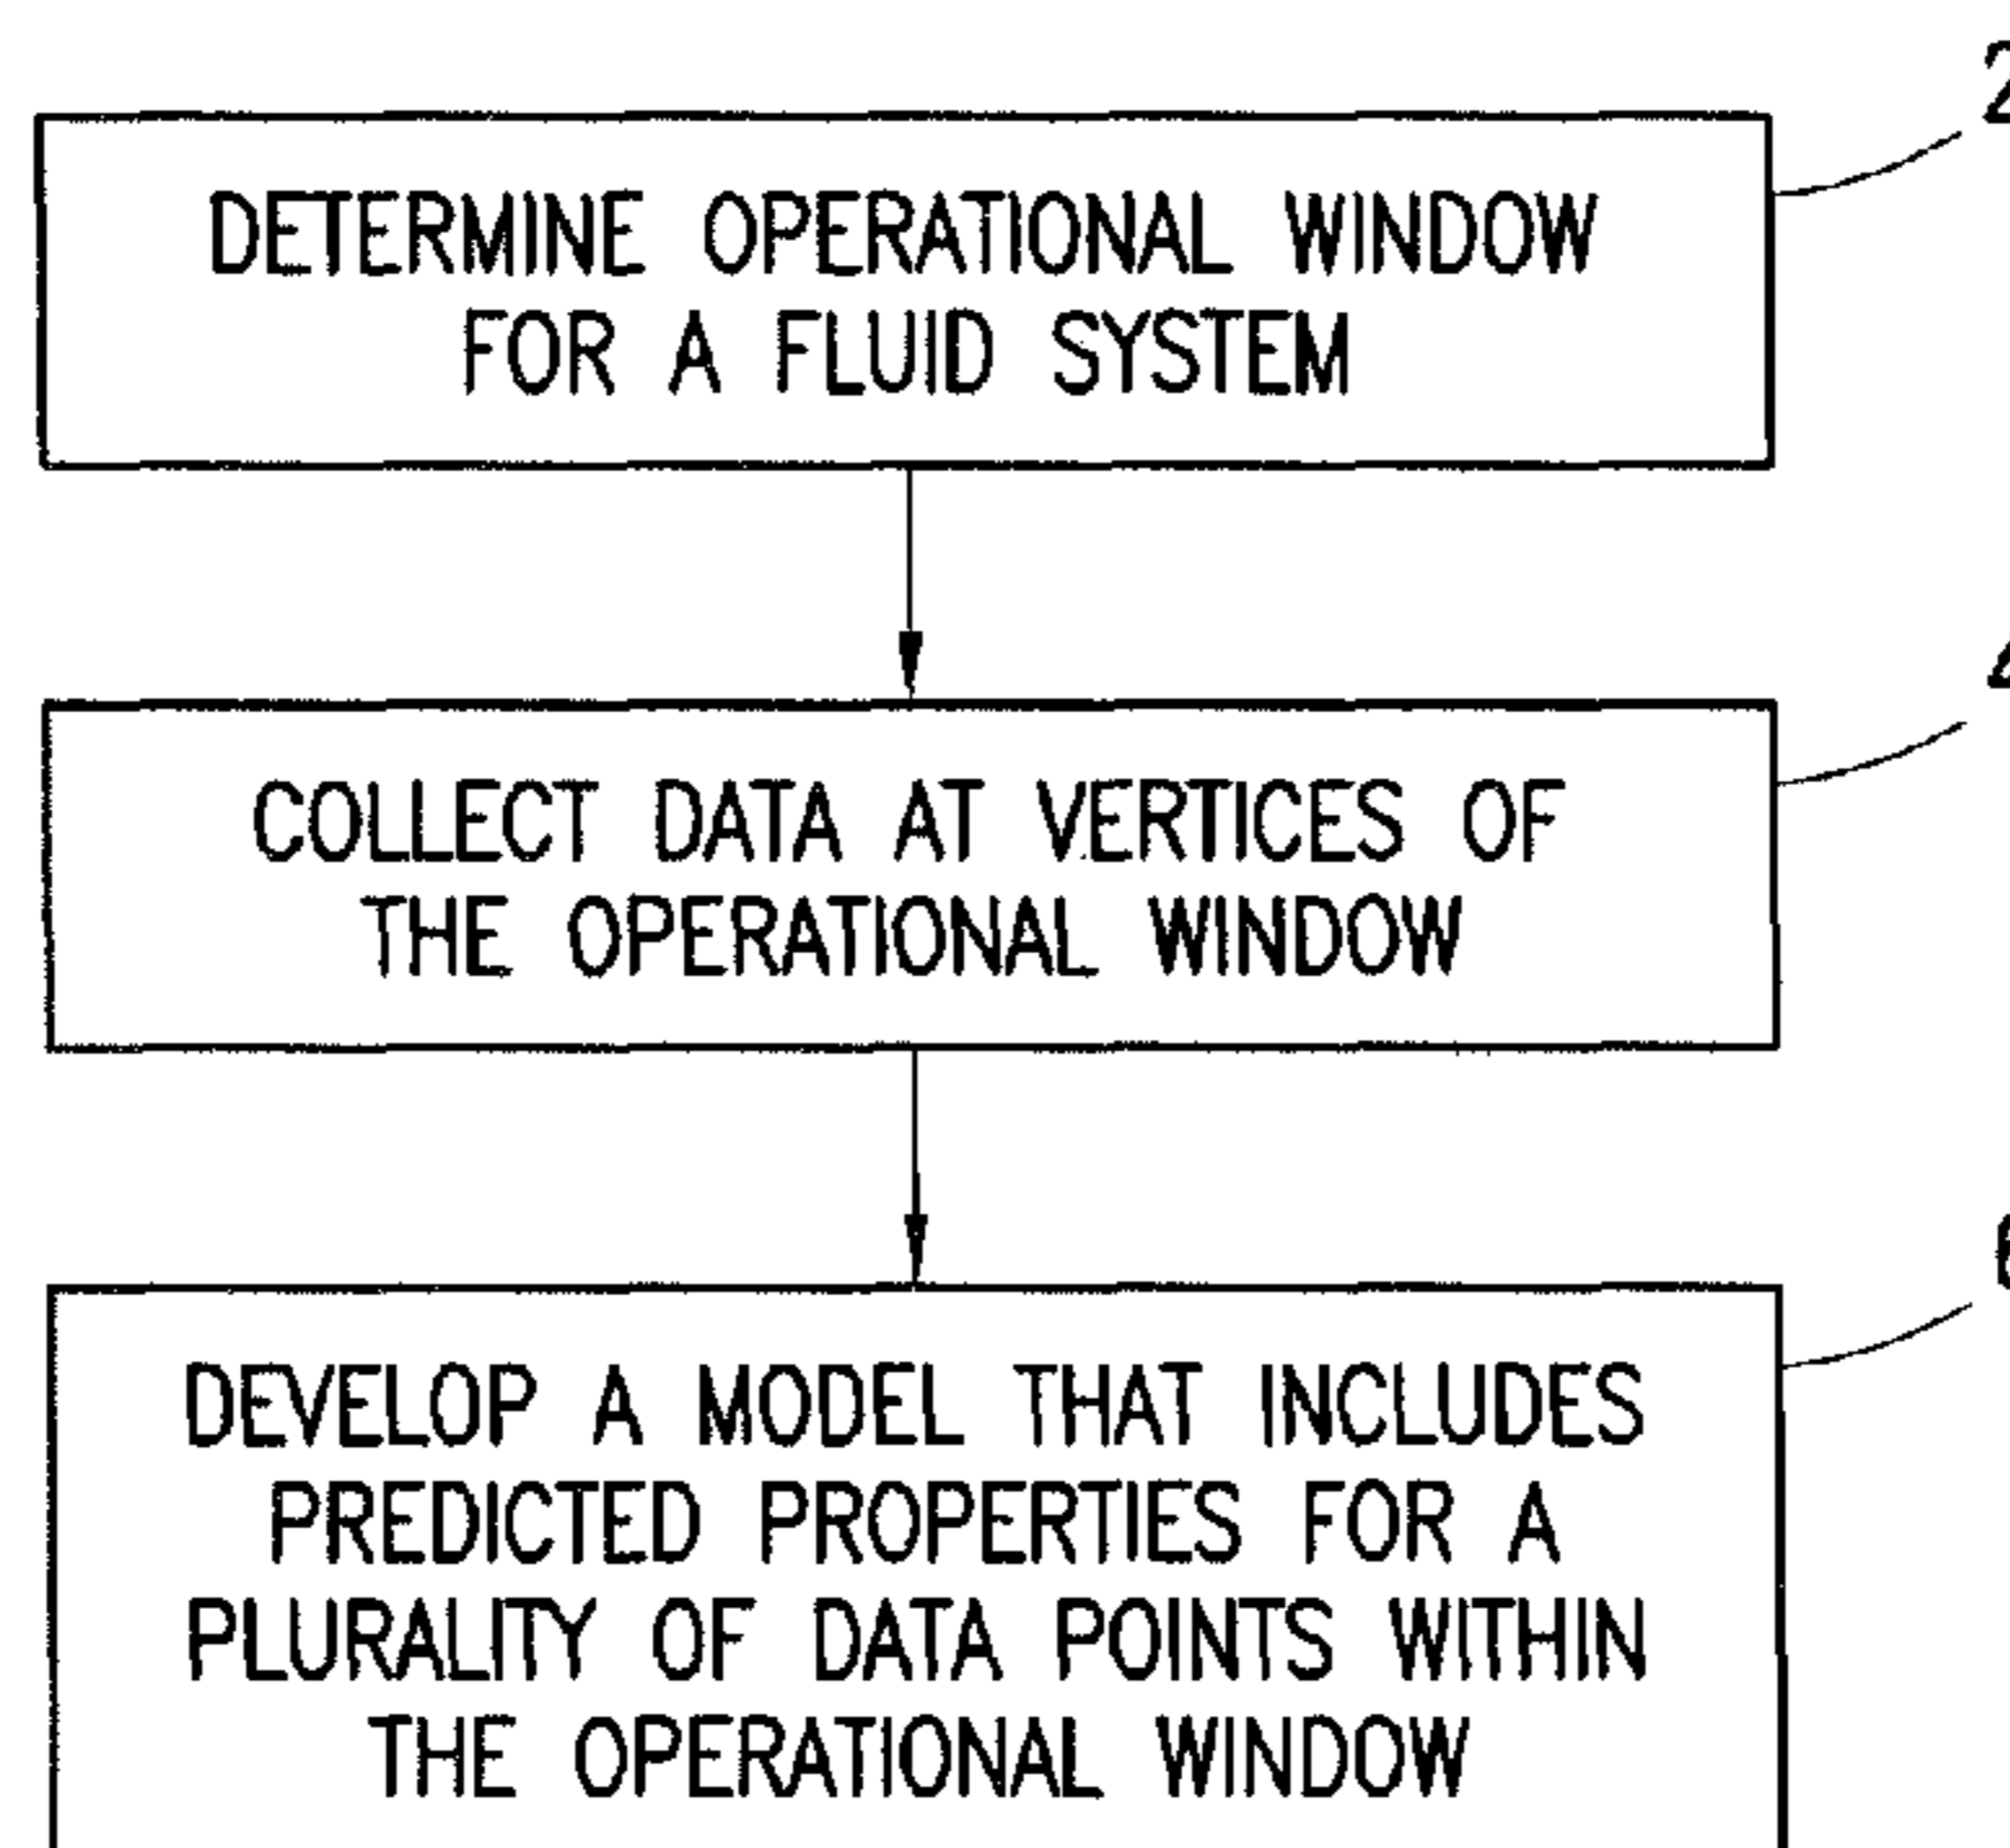 DETERMINE OPERATIONAL WINDOW
FOR A FLUID SYSTEM
COLLECT DATA AT VERTICES OF
THE OPERATIONAL WINDOW
DEVELOP A MODEL THAT INCLUDES
PREDICTED PROPERTIES FOR A
PLURALITY OF DATA POINTS WITHIN
THE OPERATIONAL WINDOW